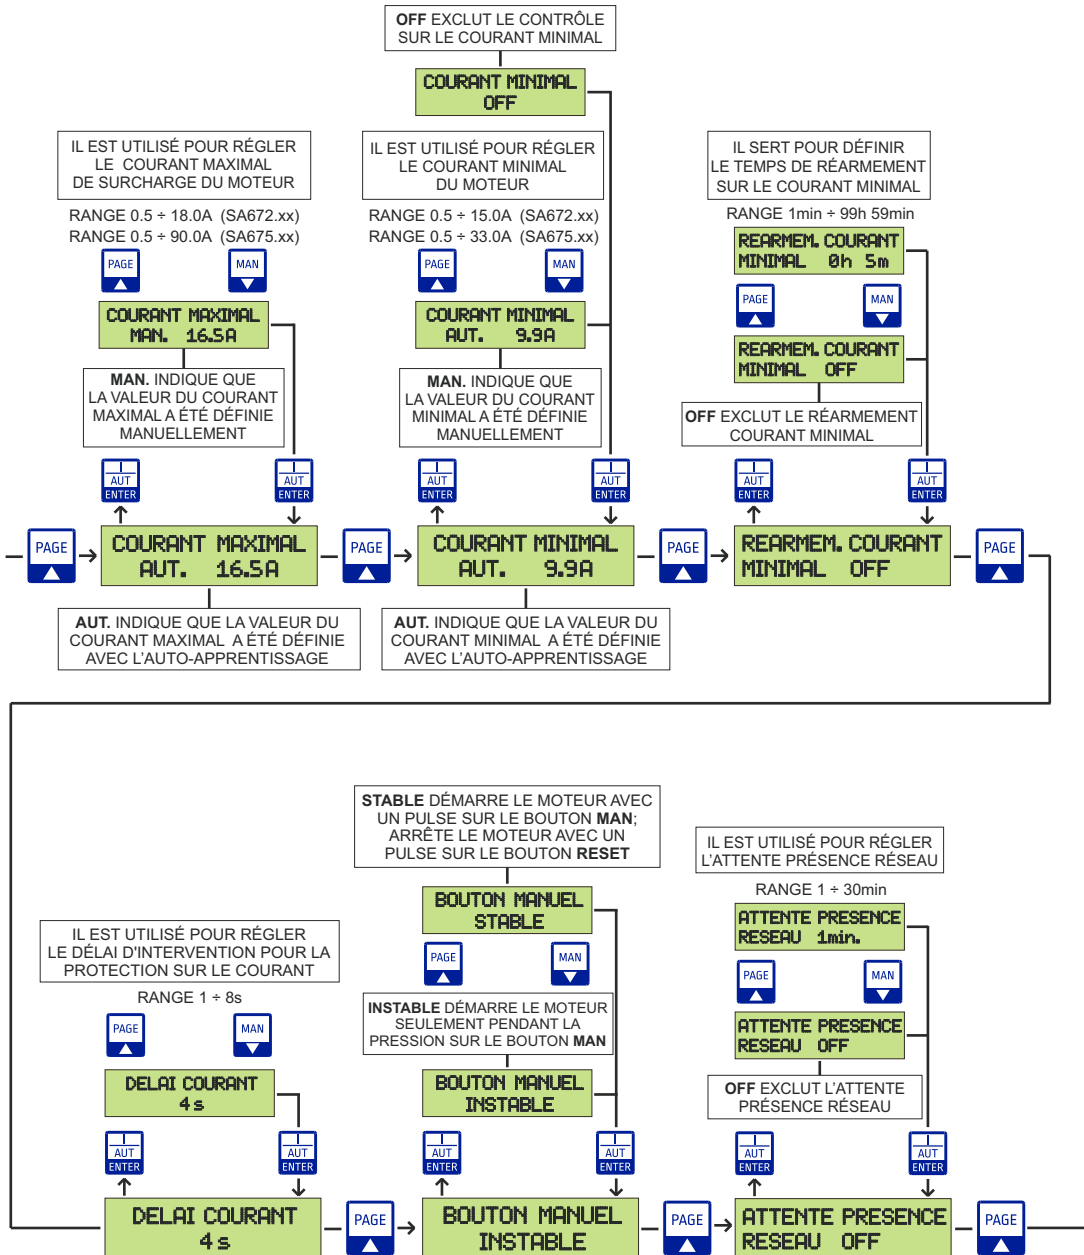 OFF EXCLUT LE CONTRÔLE
SUR LE COURANT MINIMAL
COURANT MINIMAL
OFF
IL EST UTILISÉ POUR RÉGLER
LE COURANT MAXIMAL
DE SURCHARGE DU MOTEUR
RANGE 0.5 ÷ 18.0A (SA672.xx)
RANGE 0.5 ÷ 90.0A (SA675.xx)
PAGE
MAN
COURANT MAXIMAL
MAN. 16.5A
MAN. INDIQUE QUE
LA VALEUR DU COURANT
MAXIMAL A ÉTÉ DÉFINIE
MANUELLEMENT
IL EST UTILISÉ POUR RÉGLER
LE COURANT MINIMAL
DU MOTEUR
RANGE 0.5 ÷ 15.0A (SA672.xx)
RANGE 0.5 ÷ 33.0A (SA675.xx)
PAGE
MAN
COURANT MINIMAL
AUT. 9.9A
MAN. INDIQUE QUE
LA VALEUR DU COURANT
MINIMAL A ÉTÉ DÉFINIE
MANUELLEMENT
IL SERT POUR DÉFINIR
LE TEMPS DE RÉARMEMENT
SUR LE COURANT MINIMAL
RANGE 1min ÷ 99h 59min
REARMEM. COURANT
MINIMAL 0h 5m
PAGE
MAN
REARMEM. COURANT
MINIMAL OFF
OFF EXCLUT LE RÉARMEMENT
COURANT MINIMAL
I
AUT
ENTER
I
AUT
ENTER
I
AUT
ENTER
I
AUT
ENTER
I
AUT
ENTER
I
AUT
ENTER
PAGE
COURANT MAXIMAL
AUT. 16.5A
PAGE
COURANT MINIMAL
AUT. 9.9A
PAGE
REARMEM. COURANT
MINIMAL OFF
PAGE
AUT. INDIQUE QUE LA VALEUR DU
COURANT MAXIMAL A ÉTÉ DÉFINIE
AVEC L'AUTO-APPRENTISSAGE
AUT. INDIQUE QUE LA VALEUR DU
COURANT MINIMAL A ÉTÉ DÉFINIE
AVEC L'AUTO-APPRENTISSAGE
IL EST UTILISÉ POUR RÉGLER
LE DÉLAI D'INTERVENTION POUR LA
PROTECTION SUR LE COURANT
RANGE 1 ÷ 8s
PAGE
MAN
DELAI COURANT
4s
STABLE DÉMARRE LE MOTEUR AVEC
UN PULSE SUR LE BOUTON MAN;
ARRÊTE LE MOTEUR AVEC UN
PULSE SUR LE BOUTON RESET
BOUTON MANUEL
STABLE
PAGE
MAN
INSTABLE DÉMARRE LE MOTEUR
SEULEMENT PENDANT LA
PRESSION SUR LE BOUTON MAN
BOUTON MANUEL
INSTABLE
IL EST UTILISÉ POUR RÉGLER
L'ATTENTE PRÉSENCE RÉSEAU
RANGE 1 ÷ 30min
ATTENTE PRESENCE
RESEAU 1min.
PAGE
MAN
ATTENTE PRESENCE
RESEAU OFF
OFF EXCLUT L'ATTENTE
PRÉSENCE RÉSEAU
I
AUT
ENTER
I
AUT
ENTER
I
AUT
ENTER
I
AUT
ENTER
I
AUT
ENTER
I
AUT
ENTER
DELAI COURANT
4s
PAGE
BOUTON MANUEL
INSTABLE
PAGE
ATTENTE PRESENCE
RESEAU OFF
PAGE